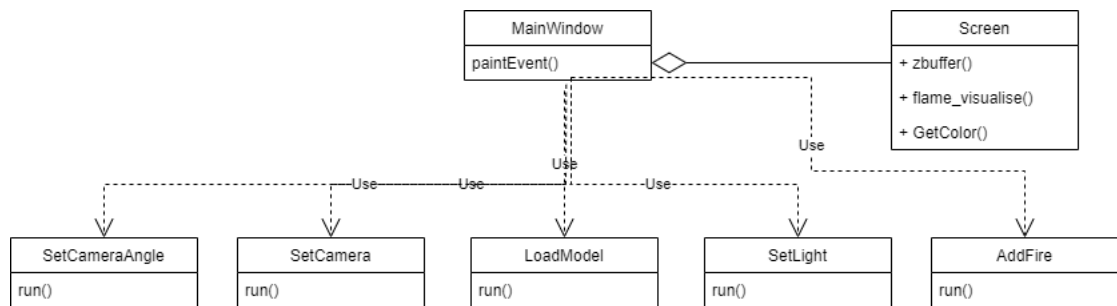 MainWindow
paintEvent()
Screen
+ zbuffer()
+ flame_visualise()
+ GetColor()
Use
Use
Use
Use
Use
SetCameraAngle
run()
SetCamera
run()
LoadModel
run()
SetLight
run()
AddFire
run()